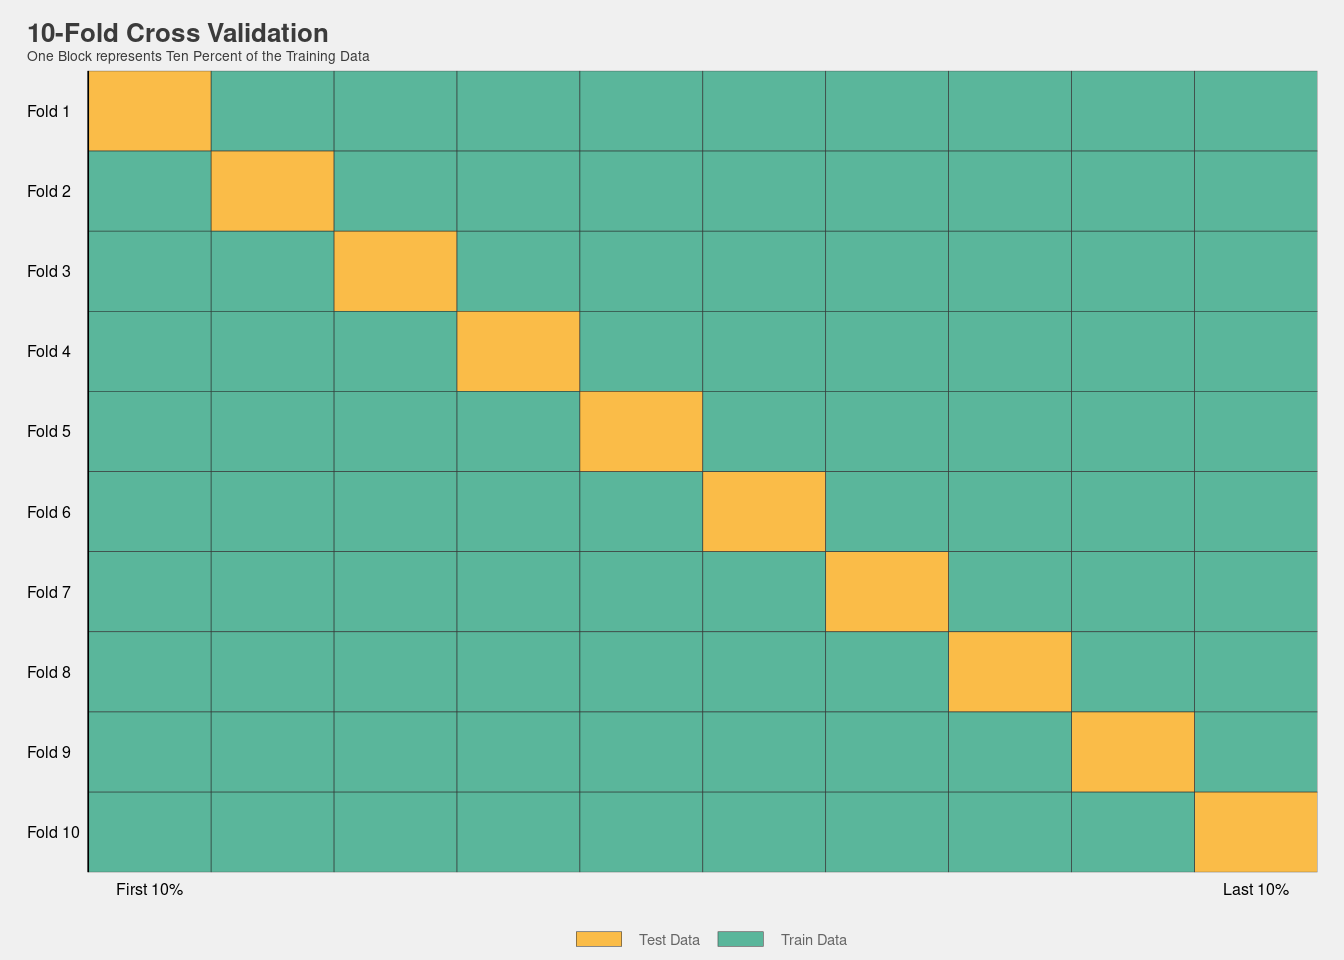 10-Fold Cross Validation
One Block represents Ten Percent of the Training Data
Fold 1
Fold 2
Fold 3
Fold 4
Fold 5
Fold 6
Fold 7
Fold 8
Fold 9
Fold 10
First 10% Last 10%
Test Data Train Data